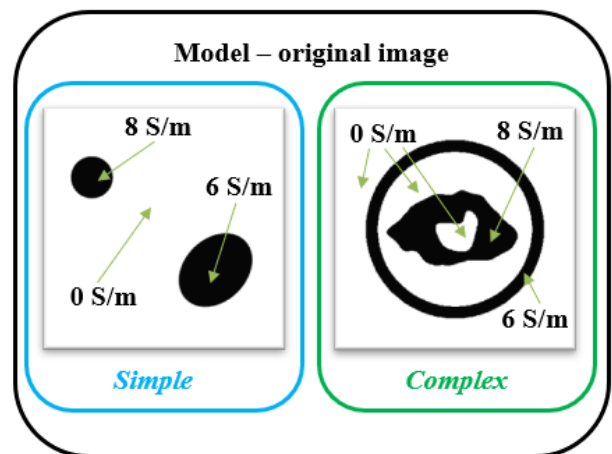 Model – original image
8 S/m
6 S/m
0 S/m
Simple
0 S/m
8 S/m
6 S/m
Complex